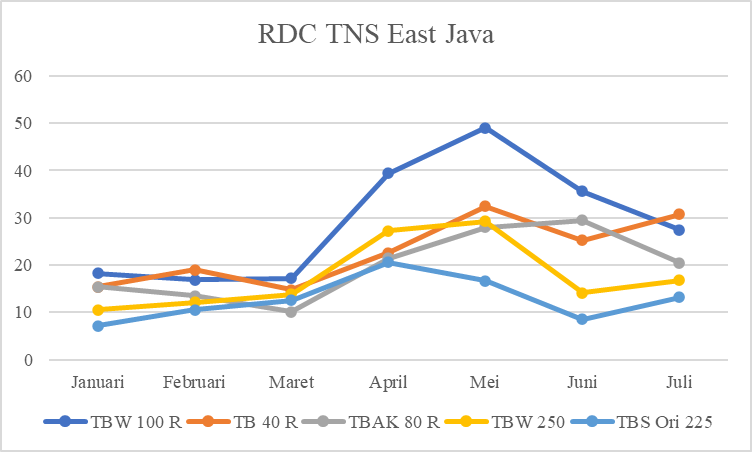 RDC TNS East Java
60
50
40
30
20
10
0
Januari Februari Maret April Mei Juni Juli
TBW 100 R TB 40 R TBAK 80 R TBW 250 TBS Ori 225